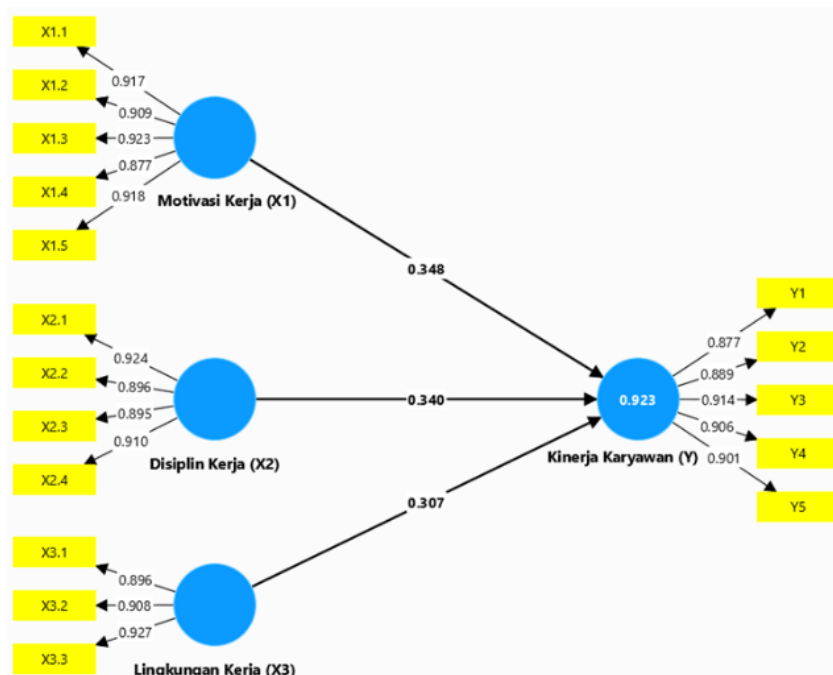 X1.1
0.917
X1.2
0.909
X1.3
0.923
X1.4
0.877
X1.5
0.918
Motivasi Kerja (X1)
0.348
X2.1
0.924
X2.2
0.896
X2.3
0.895
X2.4
0.910
Disiplin Kerja (X2)
0.340
X3.1
0.896
X3.2
0.908
X3.3
0.927
Lingkungan Kerja (X3)
0.307
0.923
Kinerja Karyawan (Y)
Y1
0.877
Y2
0.889
Y3
0.914
Y4
0.906
Y5
0.901